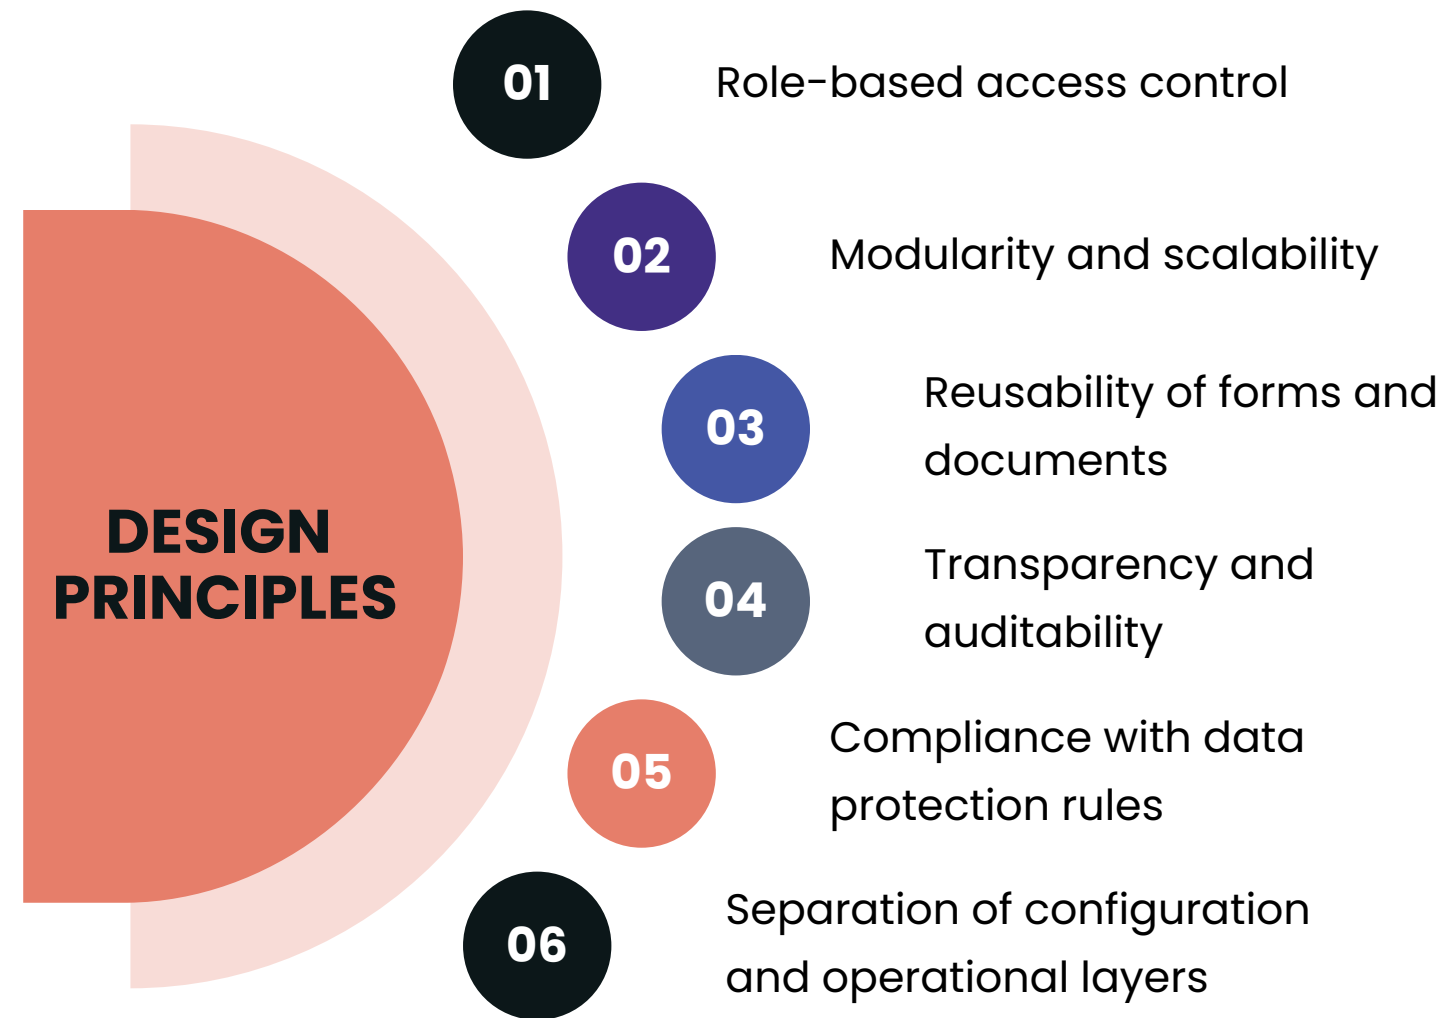 DESIGN
PRINCIPLES
01
Role-based access control
02
Modularity and scalability
03
Reusability of forms and
documents
04
Transparency and
auditability
05
Compliance with data
protection rules
06
Separation of configuration
and operational layers